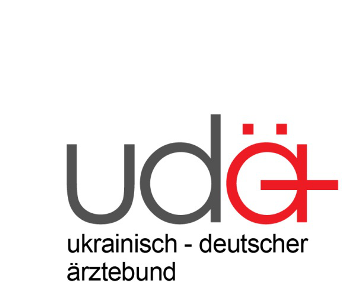 udä
ukrainisch - deutscher
ärztebund